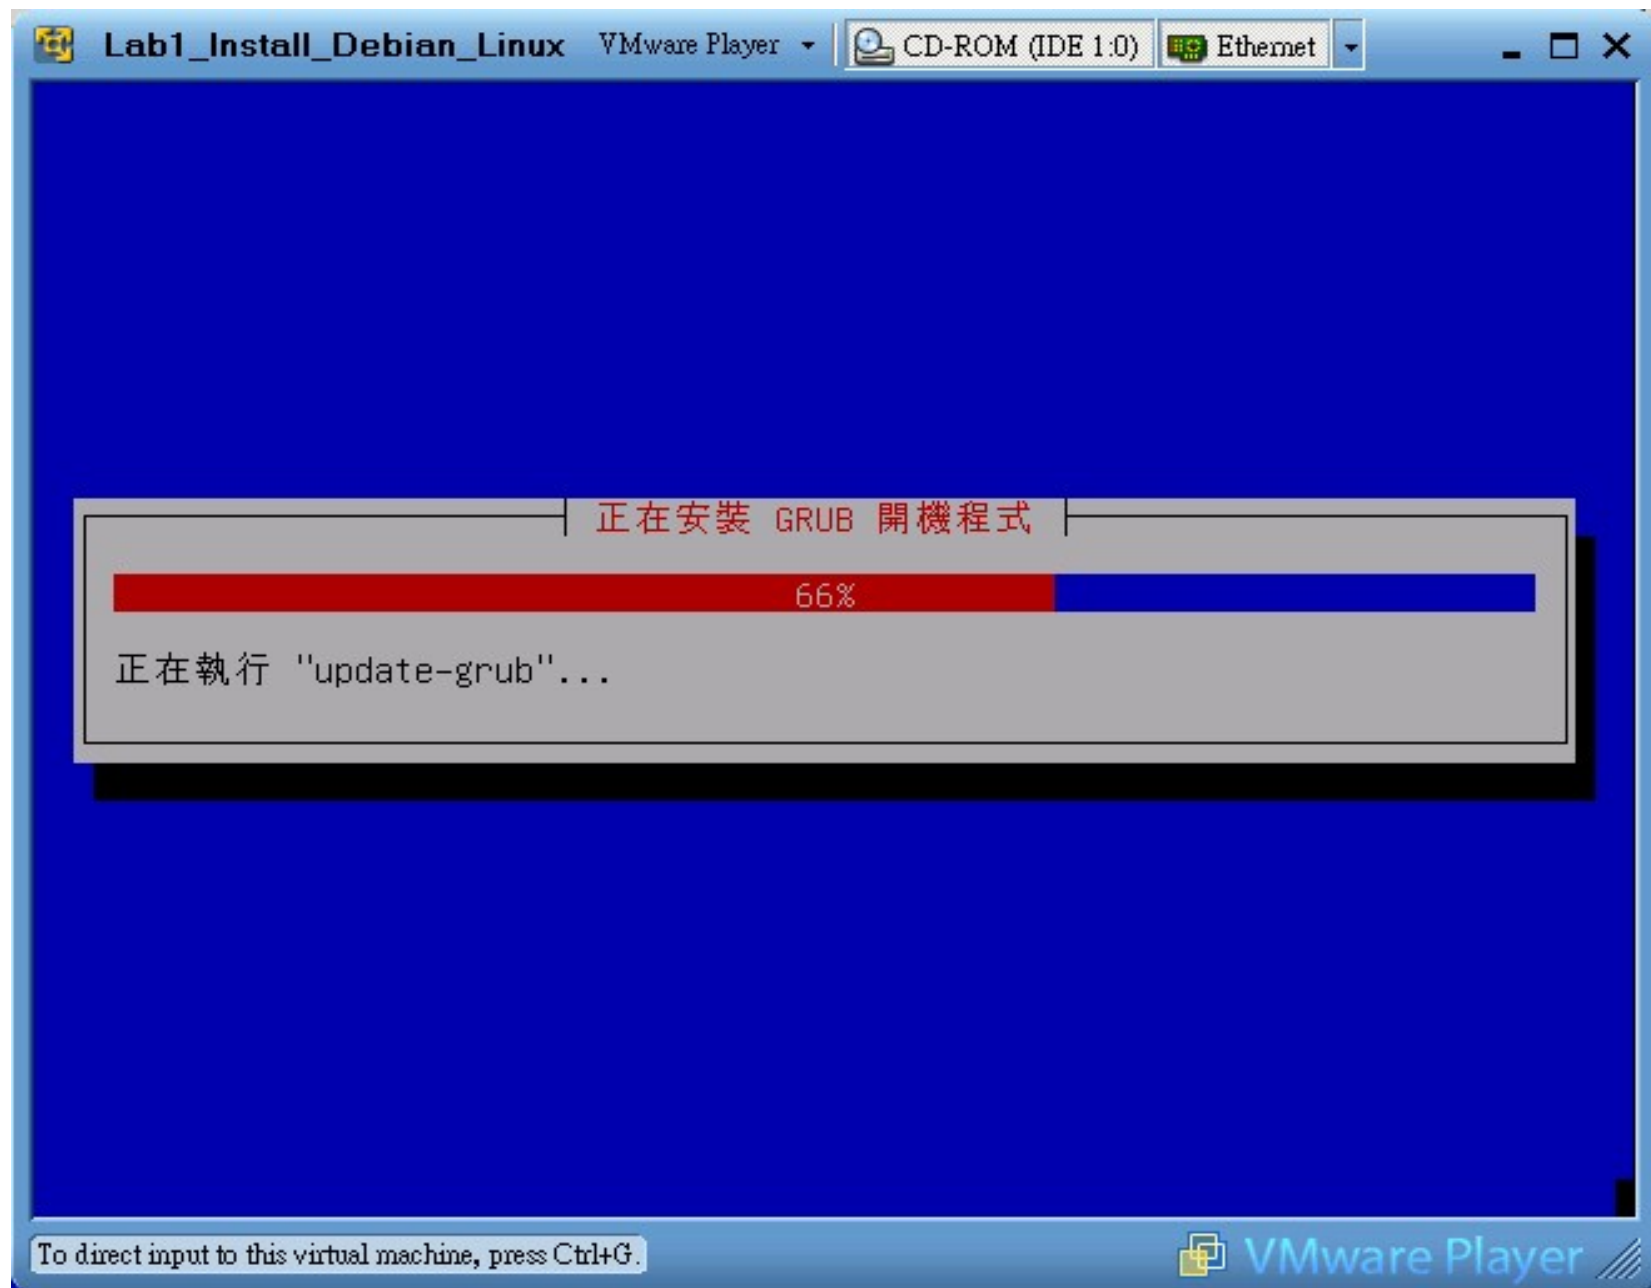 Lab1_Install_Debian_Linux VMware Player CD-ROM (IDE 1:0) Ethernet
正在安裝 GRUB 開機程式
66%
正在執行 "update-grub"...
To direct input to this virtual machine, press Ctrl+G.
VMware Player